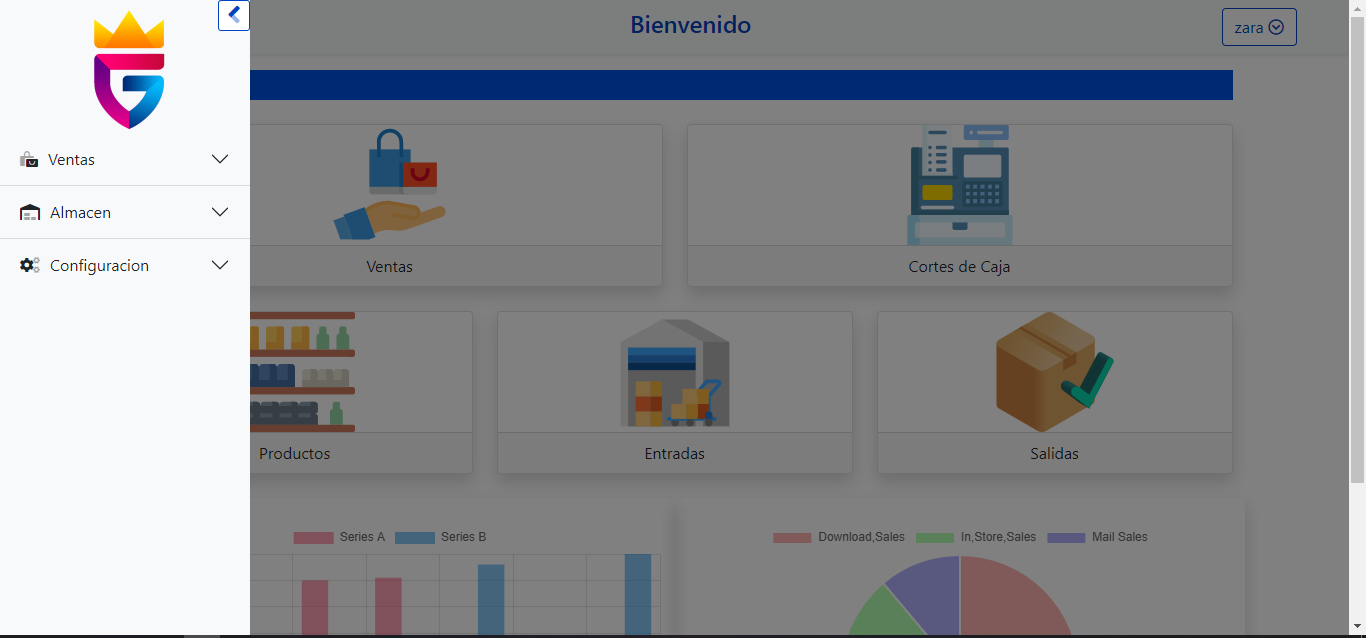 Bienvenido
zara
Ventas
Almacen
Configuracion
Ventas
Cortes de Caja
Productos
Entradas
Salidas
Series A Series B
Download,Sales In,Store,Sales Mail Sales